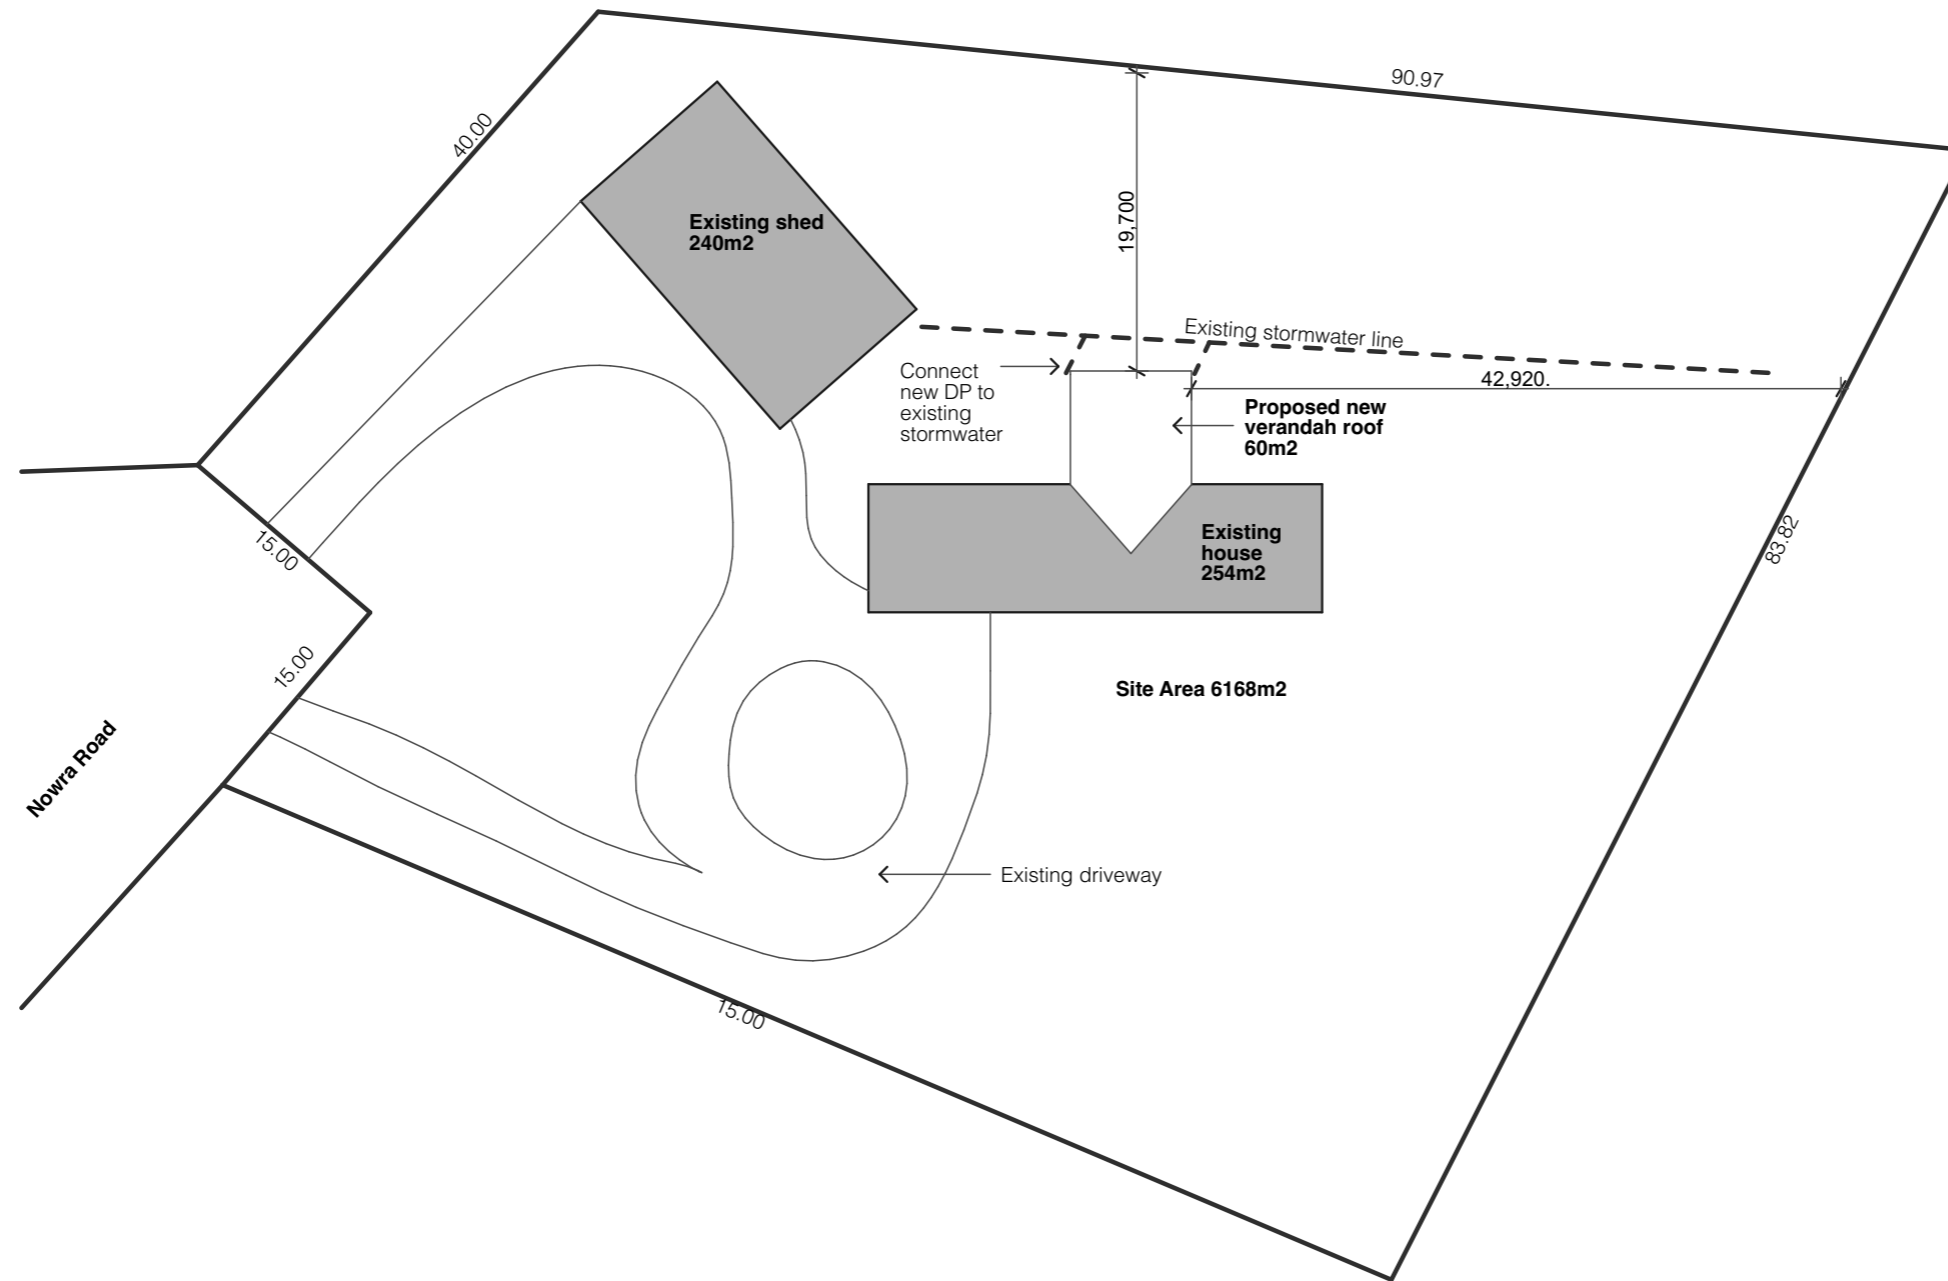 90.97
40.00
19,700
Existing shed
240m2
Existing stormwater line
Connect
new DP to
existing
stormwater
42,920.
Proposed new
verandah roof
60m2
Existing
house
254m2
83.82
15.00
15.00
Site Area 6168m2
Nowra Road
Existing driveway
15.00